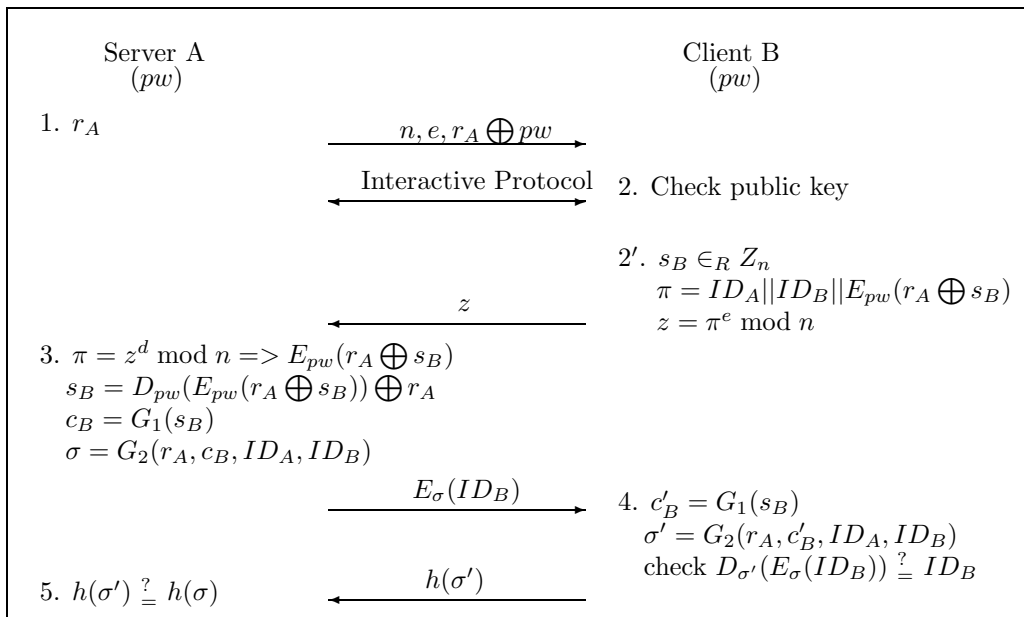 Server A Client B
(pw) (pw)
1. r_A n, e, r_A ⊕ pw
Interactive Protocol 2. Check public key
2′. s_B ∈_R Z_n
π = ID_A||ID_B||E_pw(r_A ⊕ s_B)
z z = π^e mod n
3. π = z^d mod n => E_pw(r_A ⊕ s_B)
s_B = D_pw(E_pw(r_A ⊕ s_B)) ⊕ r_A
c_B = G_1(s_B)
σ = G_2(r_A, c_B, ID_A, ID_B)
E_σ(ID_B) 4. c′_B = G_1(s_B)
σ′ = G_2(r_A, c′_B, ID_A, ID_B)
check D_σ′(E_σ(ID_B)) ≟ ID_B
5. h(σ′) ≟ h(σ) h(σ′)